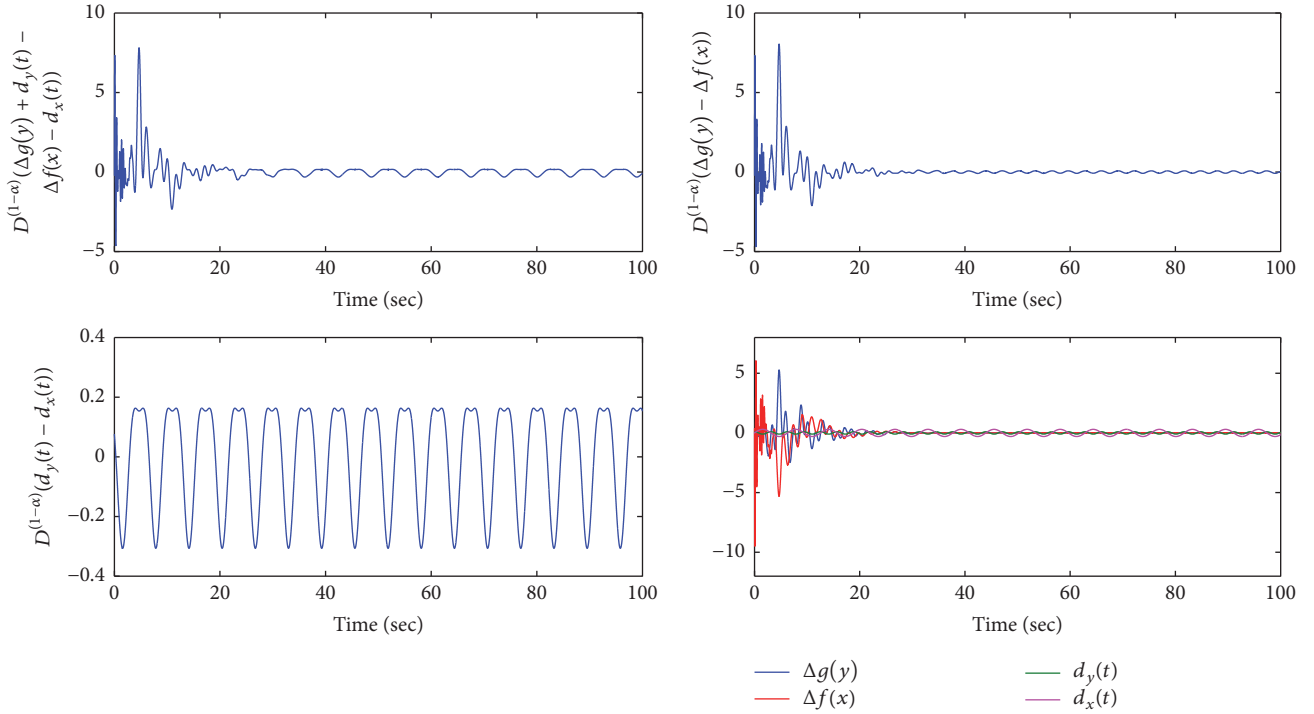 D^(1−α)(Δg(y) + d_y(t) −
Δf(x) − d_x(t))
10
5
0
−5
0 20 40 60 80 100
Time (sec)
D^(1−α)(Δg(y) − Δf(x))
10
5
0
−5
0 20 40 60 80 100
Time (sec)
D^(1−α)(d_y(t) − d_x(t))
0.4
0.2
0
−0.2
−0.4
0 20 40 60 80 100
Time (sec)
5
0
−5
−10
0 20 40 60 80 100
Time (sec)
Δg(y) d_y(t)
Δf(x) d_x(t)